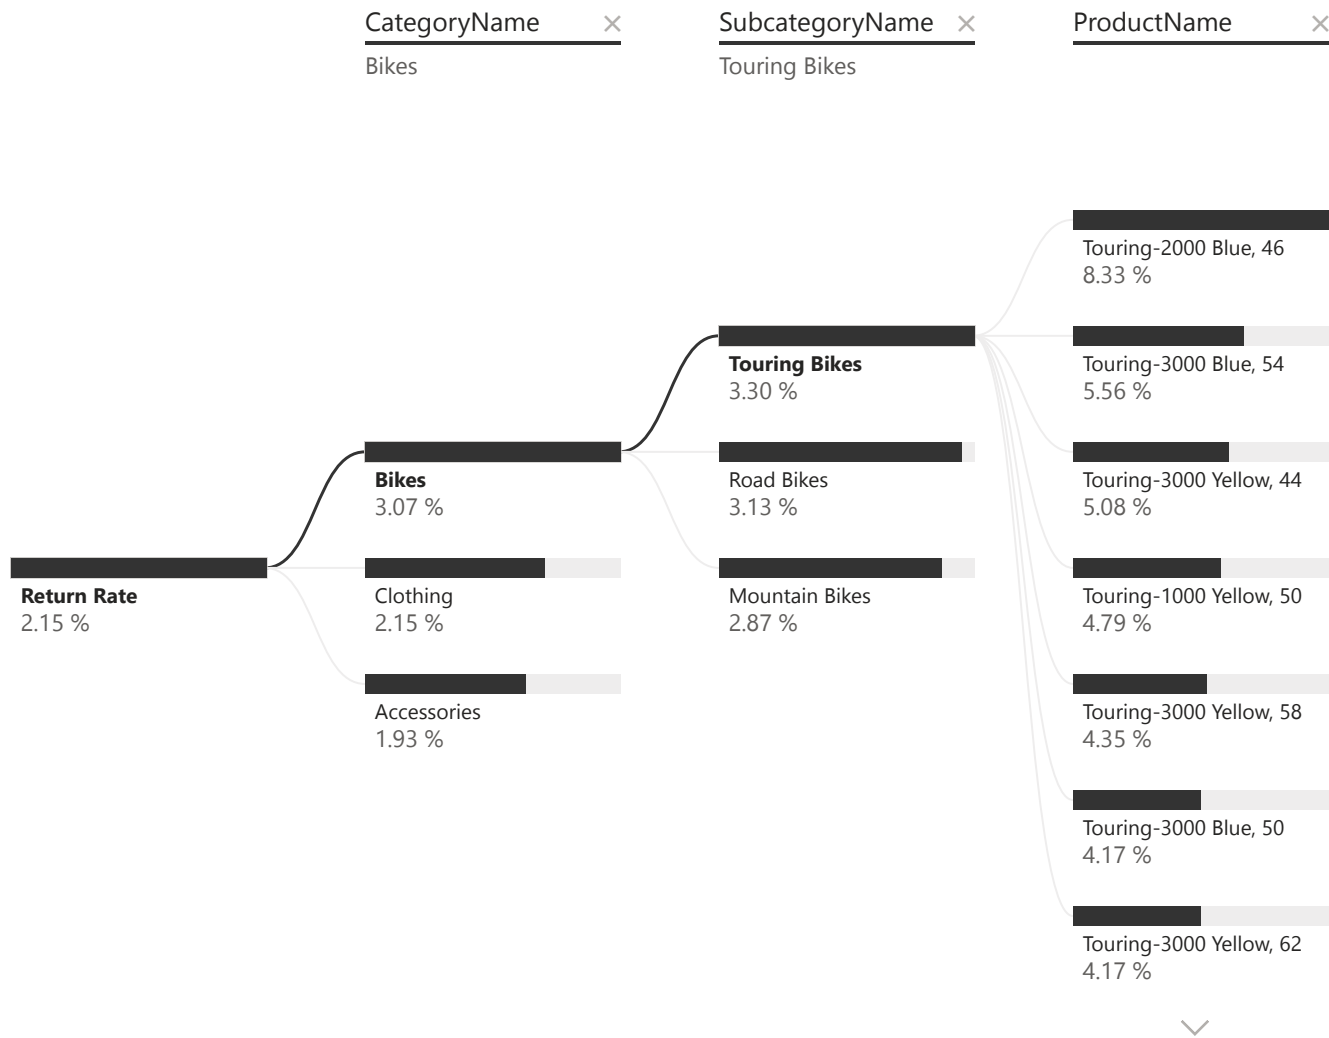 CategoryName
Bikes
SubcategoryName
Touring Bikes
ProductName
Return Rate
2.15 %
Bikes
3.07 %
Clothing
2.15 %
Accessories
1.93 %
Touring Bikes
3.30 %
Road Bikes
3.13 %
Mountain Bikes
2.87 %
Touring-2000 Blue, 46
8.33 %
Touring-3000 Blue, 54
5.56 %
Touring-3000 Yellow, 44
5.08 %
Touring-1000 Yellow, 50
4.79 %
Touring-3000 Yellow, 58
4.35 %
Touring-3000 Blue, 50
4.17 %
Touring-3000 Yellow, 62
4.17 %